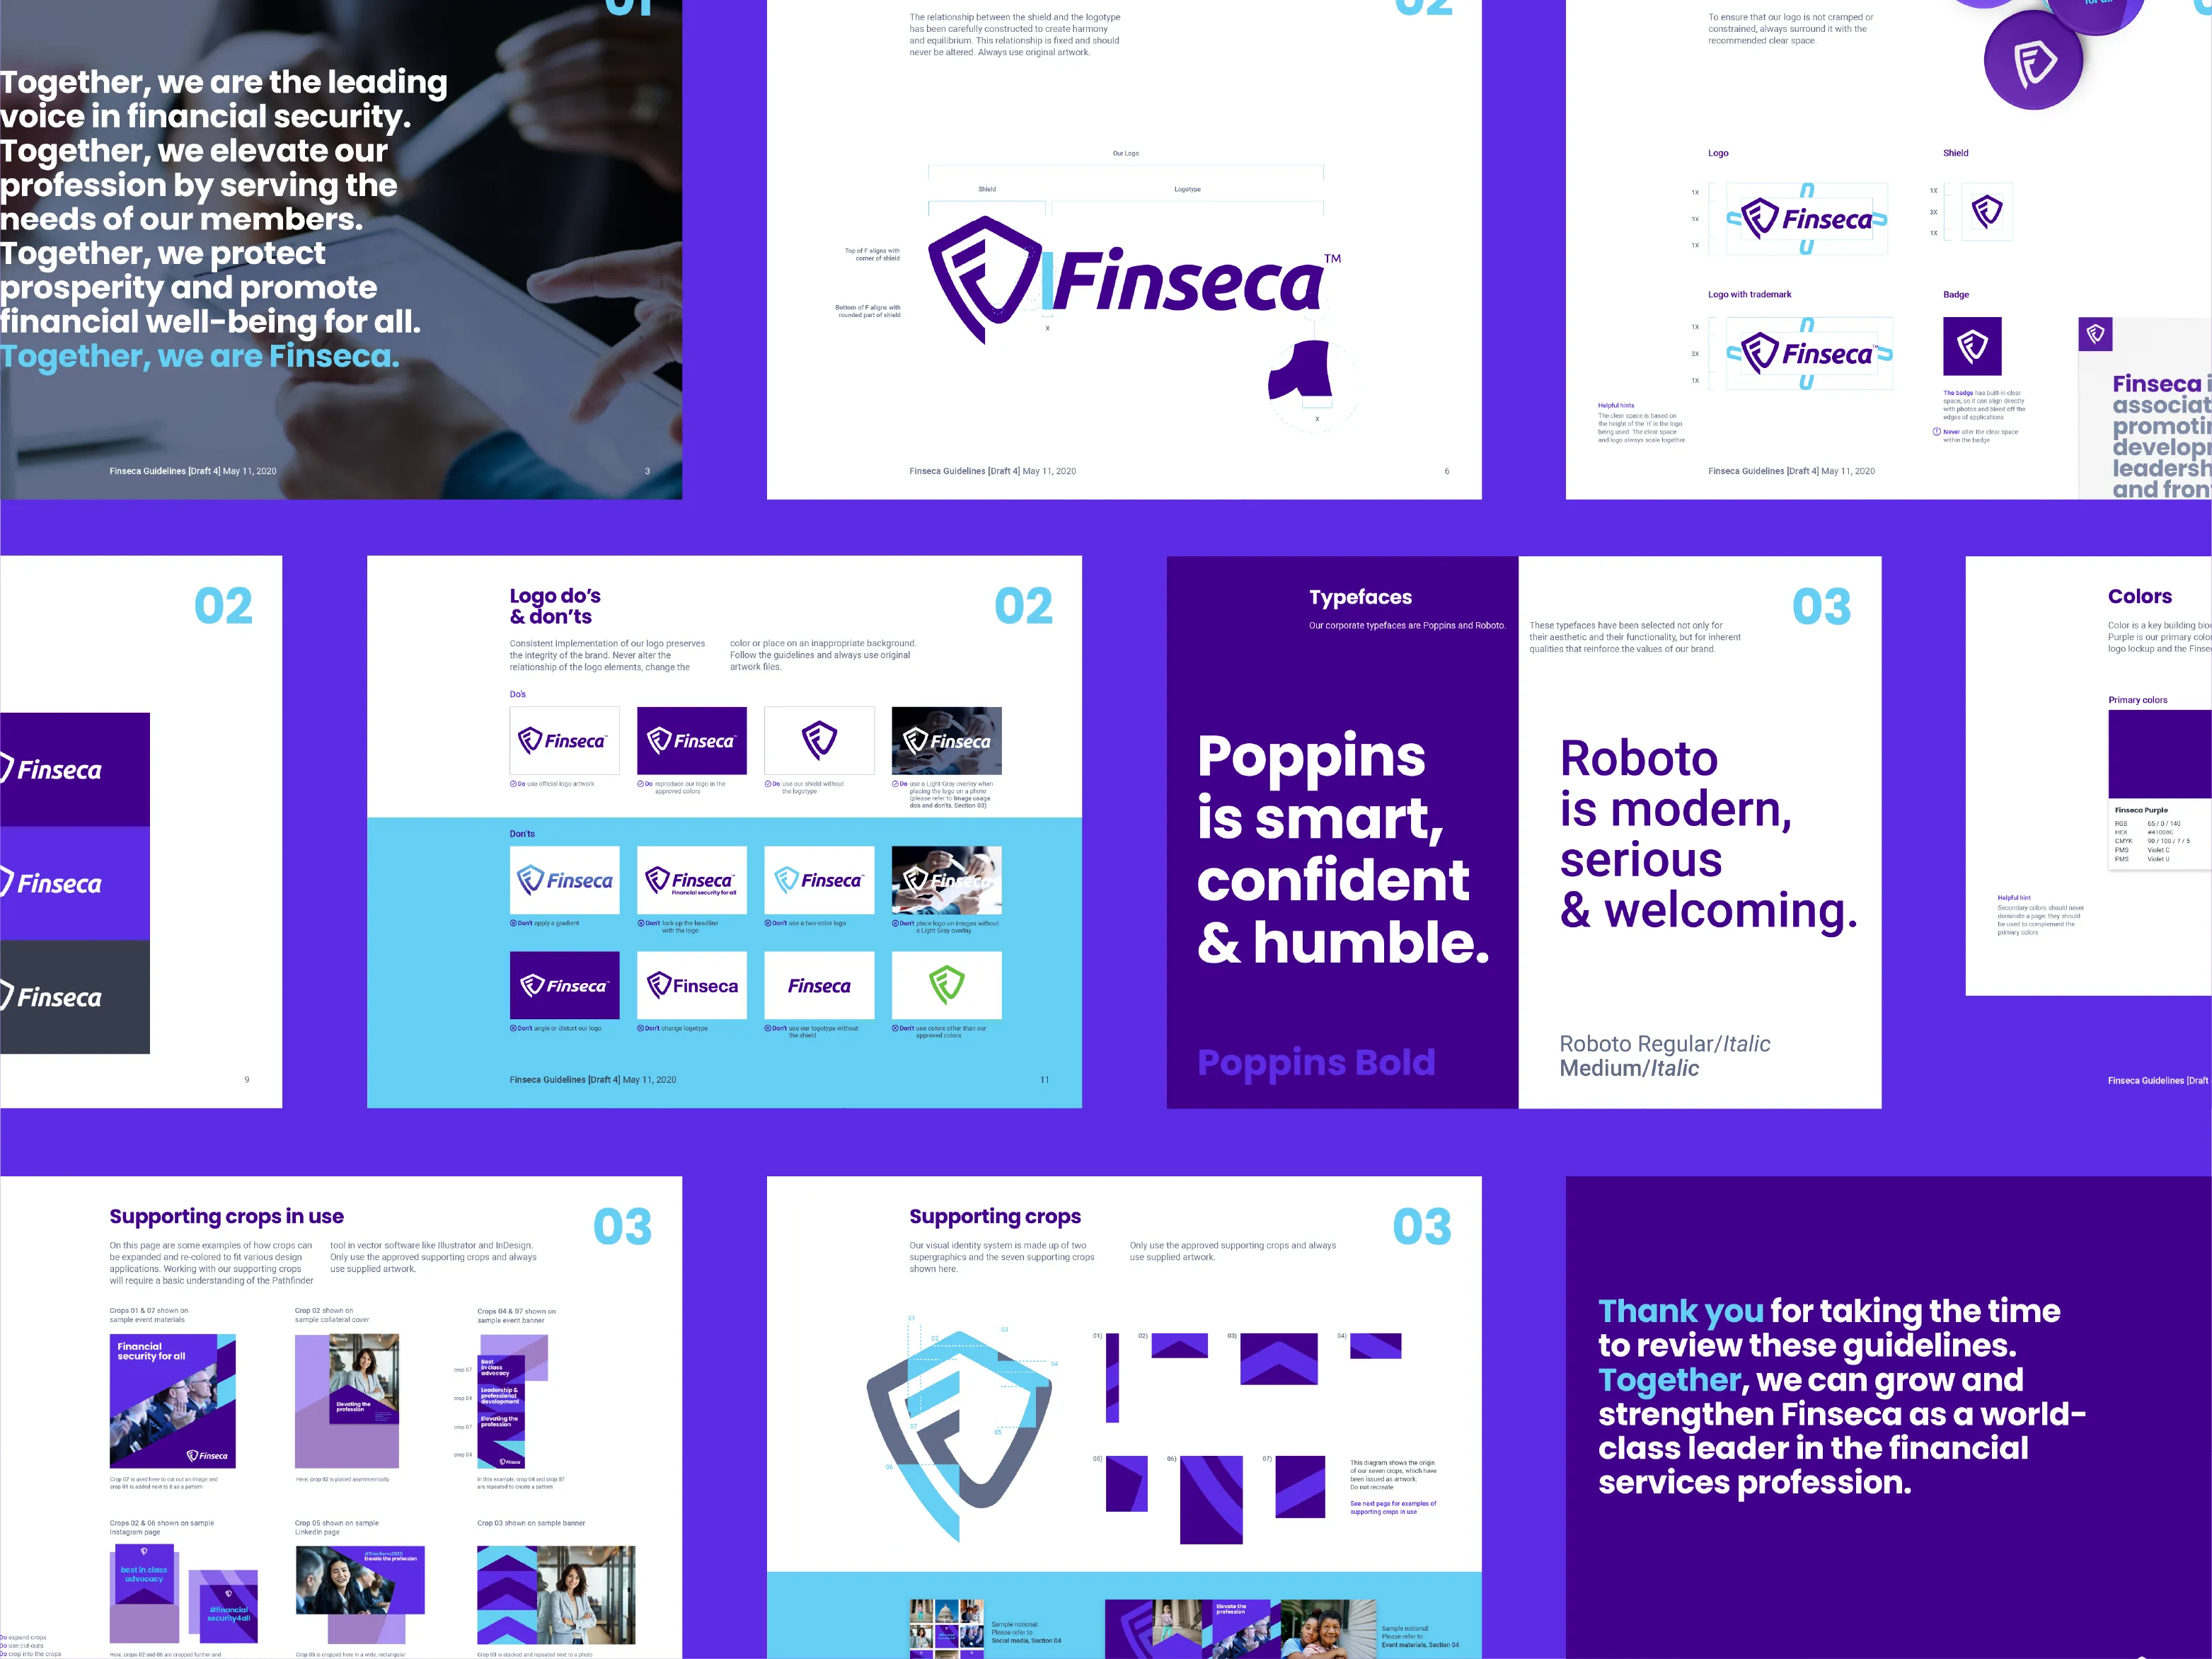 01
Together, we are the leading
voice in financial security.
Together, we elevate our
profession by serving the
needs of our members.
Together, we protect
prosperity and promote
financial well-being for all.
Together, we are Finseca.
Finseca Guidelines [Draft 4] May 11, 2020
3
02
The relationship between the shield and the logotype
has been carefully constructed to create harmony
and equilibrium. This relationship is fixed and should
never be altered. Always use original artwork.
Our Logo
Shield
Logotype
Top of F aligns with
corner of shield
Bottom of F aligns with
rounded part of shield
Finseca™
X
X
Finseca Guidelines [Draft 4] May 11, 2020
6
To ensure that our logo is not cramped or
constrained, always surround it with the
recommended clear space.
for all
Logo
1X
3X
1X
Finseca
Shield
1X
3X
1X
Logo with trademark
1X
3X
1X
Finseca™
Badge
The badge has built-in clear
space, so it can align directly
with photos and bleed off the
edges of applications
Never alter the clear space
within the badge
Helpful hints
The clear space is based on
the height of the 'n' in the logo
being used. The clear space
and logo always scale together.
Finseca Guidelines [Draft 4] May 11, 2020
Finseca i
associat
promotin
developm
leadersh
and fron
02
Finseca
Finseca
Finseca
9
Logo do's
& don'ts
02
Consistent implementation of our logo preserves
the integrity of the brand. Never alter the
relationship of the logo elements, change the
color or place on an inappropriate background.
Follow the guidelines and always use original
artwork files.
Do's
Finseca™
Finseca™
Finseca
Do use official logo artwork
Do reproduce our logo in the
approved colors
Do use our shield without
the logotype
Do use a Light Gray overlay when
placing the logo on a photo
(please refer to Image usage
do's and don'ts, Section 03)
Don'ts
Finseca
Finseca™
Financial security for all
Finseca™
Finseca
Don't apply a gradient
Don't lock up the headline
with the logo
Don't use a two-color logo
Don't place logo on images without
a Light Gray overlay
Finseca™
Finseca
Finseca
Don't angle or distort our logo
Don't change logotype
Don't use our logotype without
the shield
Don't use colors other than our
approved colors
Finseca Guidelines [Draft 4] May 11, 2020
11
Typefaces
Our corporate typefaces are Poppins and Roboto.
Poppins
is smart,
confident
& humble.
Poppins Bold
03
These typefaces have been selected not only for
their aesthetic and their functionality, but for inherent
qualities that reinforce the values of our brand.
Roboto
is modern,
serious
& welcoming.
Roboto Regular/Italic
Medium/Italic
Colors
Color is a key building blo
Purple is our primary colo
logo lockup and the Finse
Primary colors
Finseca Purple
RGB 65 / 0 / 140
HEX #41008C
CMYK 90 / 100 / 7 / 5
PMS Violet C
PMS Violet U
Helpful hint
Secondary colors should never
dominate a page; they should
be used to complement the
primary colors
Finseca Guidelines [Draft
Supporting crops in use
03
On this page are some examples of how crops can
be expanded and re-colored to fit various design
applications. Working with our supporting crops
will require a basic understanding of the Pathfinder
tool in vector software like Illustrator and InDesign.
Only use the approved supporting crops and always
use supplied artwork.
Crops 01 & 07 shown on
sample event materials
Financial
security for all
Finseca
Crop 07 is used here to cut out an image and
crop 01 is added next to it as a pattern
Crop 02 shown on
sample collateral cover
Elevating the
profession
Here, crop 02 is placed asymmetrically
Crops 04 & 07 shown on
sample event banner
crop 07
crop 04
crop 07
crop 04
Best
in class
advocacy
Leadership &
professional
development
Elevating the
profession
Finseca
In this example, crop 04 and crop 07
are repeated to create a pattern
Crops 02 & 06 shown on sample
Instagram page
best in class
advocacy
#financial
security4all
Here, crops 02 and 06 are cropped further and
Crop 05 shown on sample
LinkedIn page
Elevate the profession
Crop 05 is cropped here in a wide, rectangular
Crop 03 shown on sample banner
Crop 03 is stacked and repeated next to a photo
Do expand crops
Do use cut-outs
Do crop into the crops
Supporting crops
03
Our visual identity system is made up of two
supergraphics and the seven supporting crops
shown here.
Only use the approved supporting crops and always
use supplied artwork.
01
02
03
04
05
06
07
01)
02)
03)
04)
05)
06)
07)
This diagram shows the origin
of our seven crops, which have
been issued as artwork.
Do not recreate
See next page for examples of
supporting crops in use
Sample notional:
Please refer to
Social media, Section 04
Elevate the
profession
Sample notional:
Please refer to
Event materials, Section 04
Thank you for taking the time
to review these guidelines.
Together, we can grow and
strengthen Finseca as a world-
class leader in the financial
services profession.